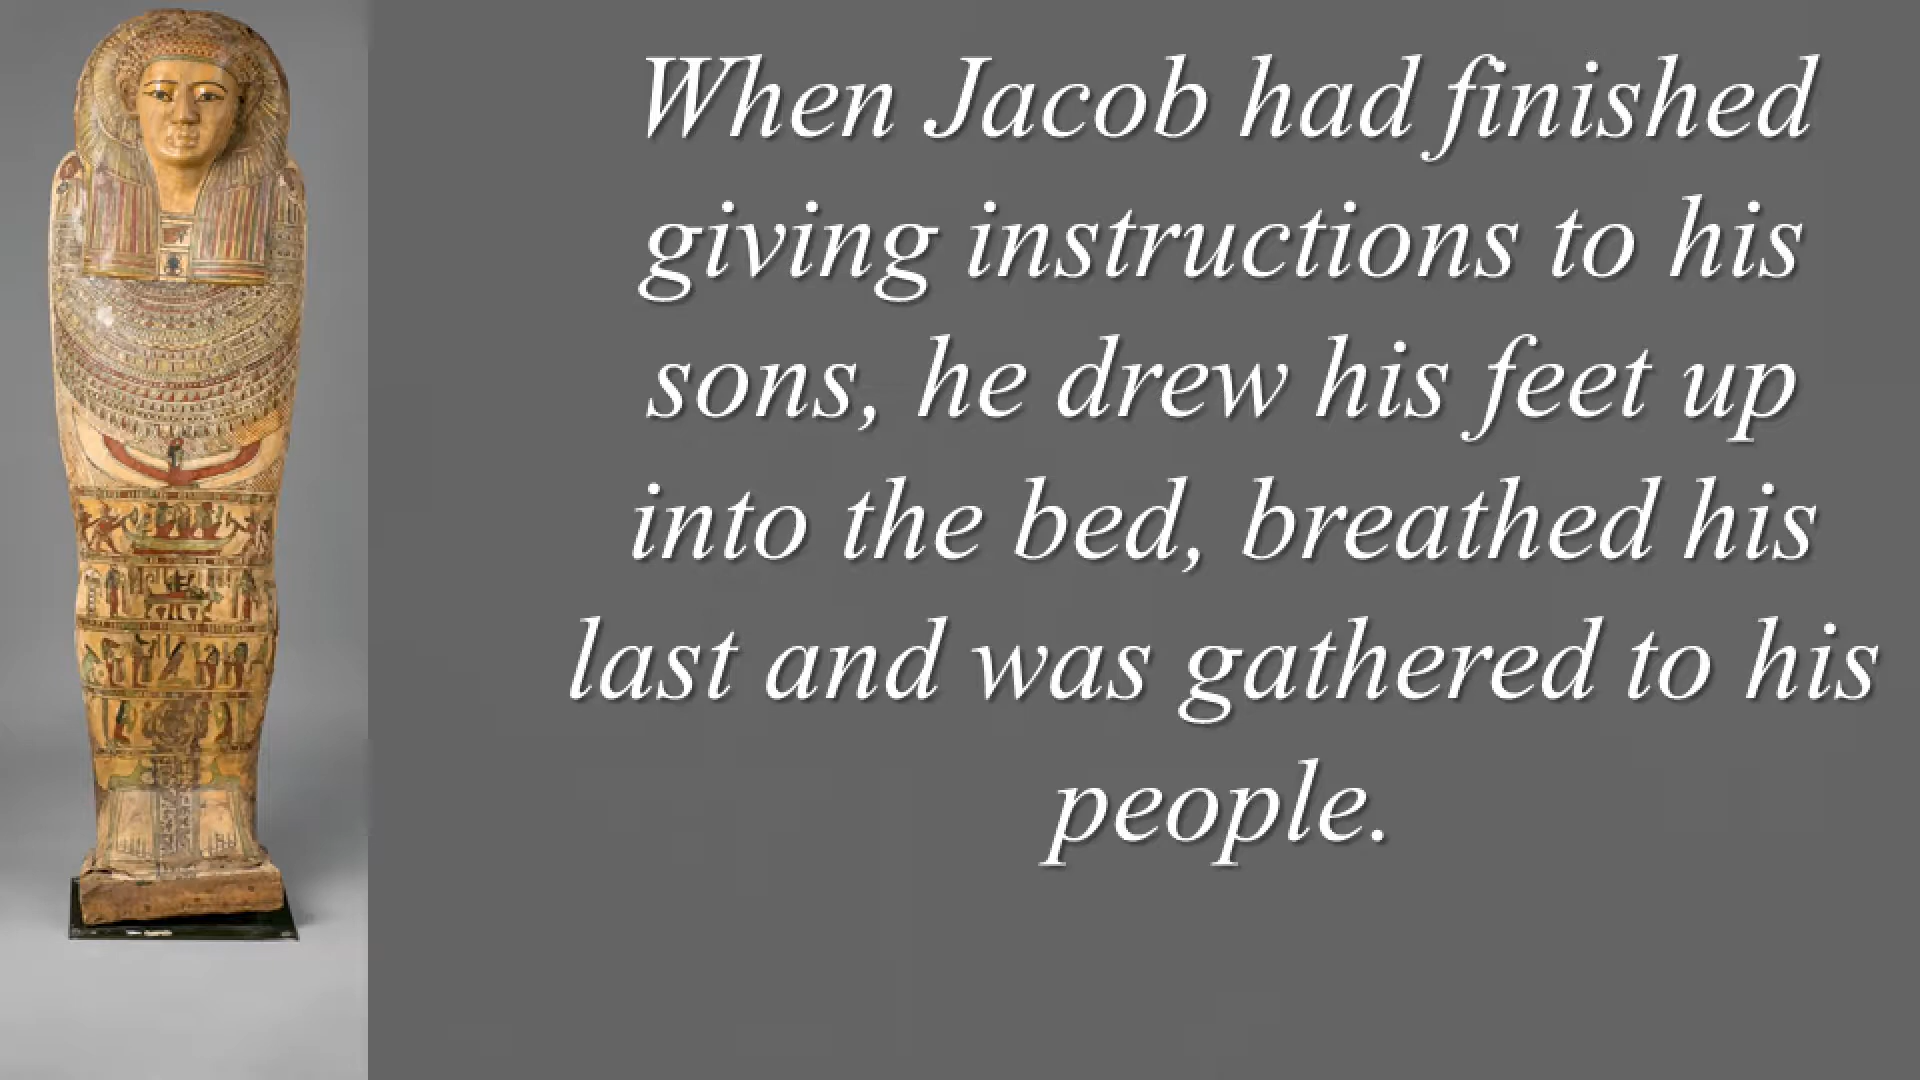 When Jacob had finished
giving instructions to his
sons, he drew his feet up
into the bed, breathed his
last and was gathered to his
people.